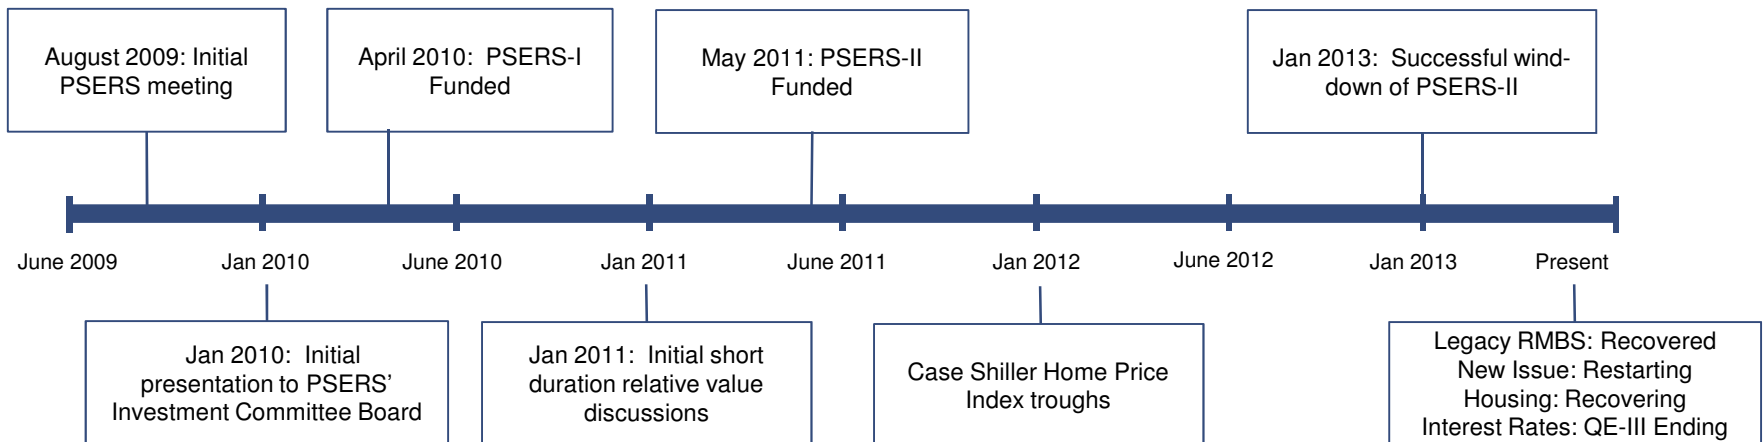 August 2009: Initial
PSERS meeting
April 2010: PSERS-I
Funded
May 2011: PSERS-II
Funded
Jan 2013: Successful wind-
down of PSERS-II
June 2009
Jan 2010
June 2010
Jan 2011
June 2011
Jan 2012
June 2012
Jan 2013
Present
Jan 2010: Initial
presentation to PSERS’
Investment Committee Board
Jan 2011: Initial short
duration relative value
discussions
Case Shiller Home Price
Index troughs
Legacy RMBS: Recovered
New Issue: Restarting
Housing: Recovering
Interest Rates: QE-III Ending